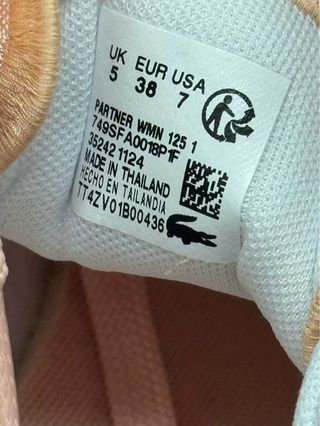 UK EUR USA
5 38 7
PARTNER WMN 125 1
749SFA0018P1F
35242 1124
MADE IN THAILAND
HECHO EN TAILANDIA
TT4ZV01B00436